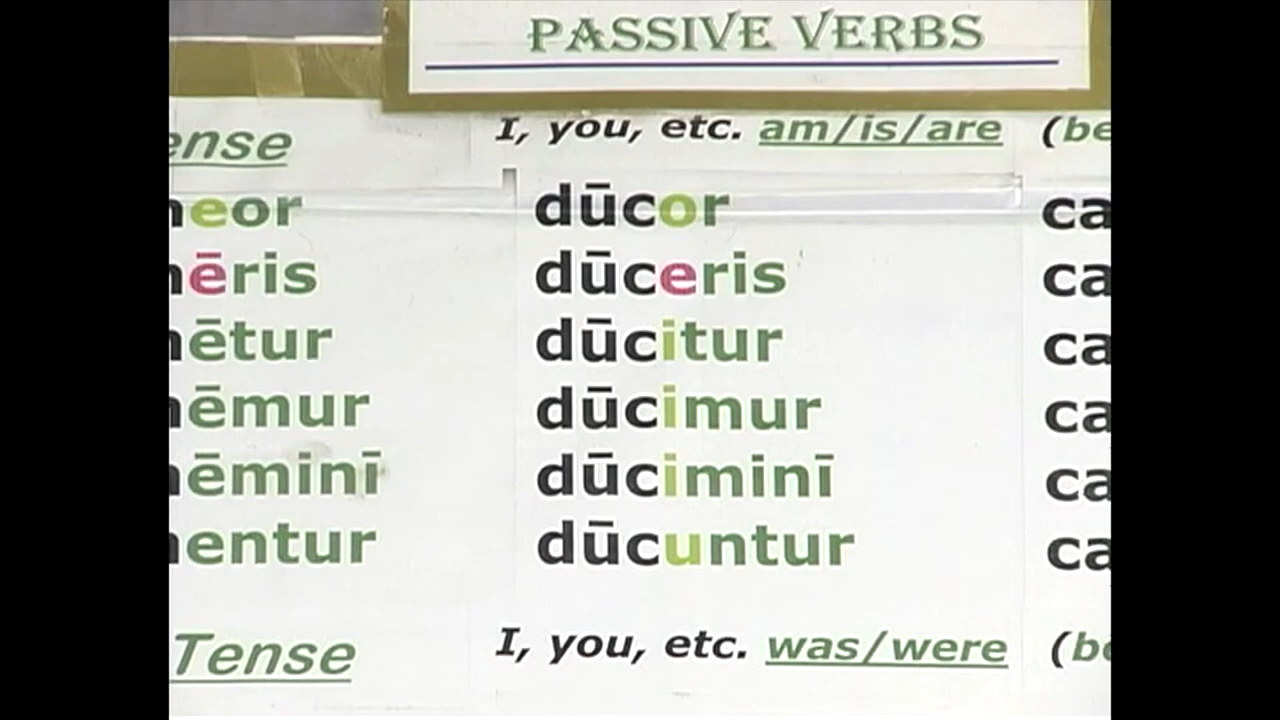 PASSIVE VERBS
ense I, you, etc. am/is/are (be
eor dūcor ca
ēris dūceris ca
ētur dūcitur ca
ēmur dūcimur ca
ēminī dūciminī ca
entur dūcuntur ca
Tense I, you, etc. was/were (be